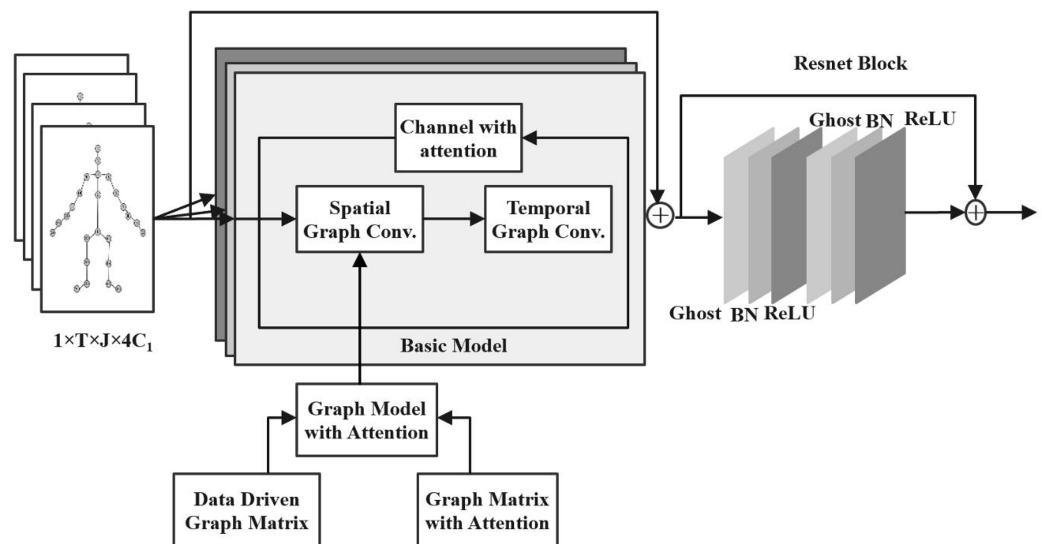 Resnet Block
Ghost BN ReLU
Channel with
attention
Spatial
Graph Conv.
Temporal
Graph Conv.
Ghost BN ReLU
1×T×J×4C₁
Basic Model
Graph Model
with Attention
Data Driven
Graph Matrix
Graph Matrix
with Attention